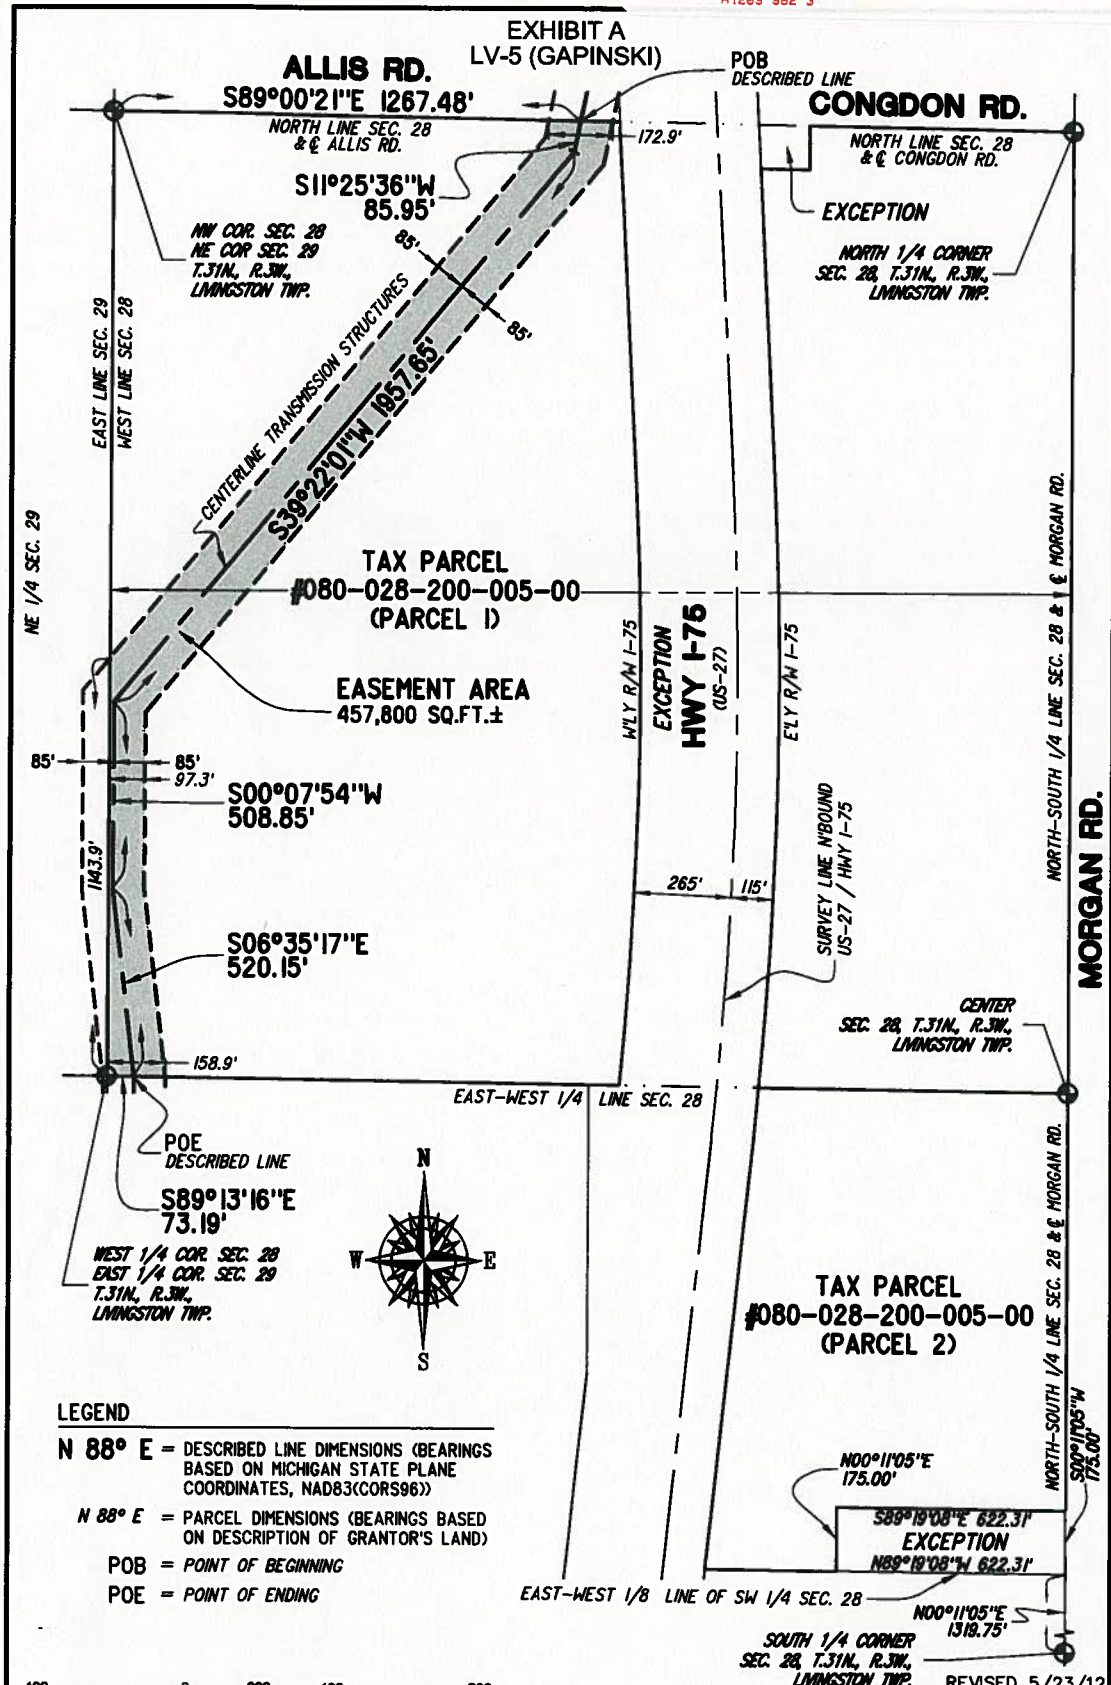 EXHIBIT A
LV-5 (GAPINSKI)
POB
DESCRIBED LINE
ALLIS RD.
S89°00'21"E 1267.48'
NORTH LINE SEC. 28
& ℄ ALLIS RD.
CONGDON RD.
NORTH LINE SEC. 28
& ℄ CONGDON RD.
172.9'
S11°25'36"W
85.95'
EXCEPTION
NW COR. SEC. 28
NE COR SEC. 29
T.31N., R.3W.,
LIVINGSTON TWP.
NORTH 1/4 CORNER
SEC. 28, T.31N., R.3W.,
LIVINGSTON TWP.
85'
85'
EAST LINE SEC. 29
WEST LINE SEC. 28
CENTERLINE TRANSMISSION STRUCTURES
S39°22'01"W 1957.65'
NE 1/4 SEC. 29
TAX PARCEL
#080-028-200-005-00
(PARCEL 1)
EASEMENT AREA
457,800 SQ.FT.±
W'LY R/W I-75
EXCEPTION
HWY I-75
(US-27)
E'LY R/W I-75
NORTH-SOUTH 1/4 LINE SEC. 28 & ℄ MORGAN RD.
MORGAN RD.
85'
85'
97.3'
S00°07'54"W
508.85'
1143.9'
265'
115'
SURVEY LINE N'BOUND
US-27 / HWY I-75
S06°35'17"E
520.15'
CENTER
SEC. 28, T.31N., R.3W.,
LIVINGSTON TWP.
158.9'
EAST-WEST 1/4 LINE SEC. 28
POE
DESCRIBED LINE
S89°13'16"E
73.19'
WEST 1/4 COR. SEC. 28
EAST 1/4 COR. SEC. 29
T.31N., R.3W.,
LIVINGSTON TWP.
N
W
E
S
TAX PARCEL
#080-028-200-005-00
(PARCEL 2)
NORTH-SOUTH 1/4 LINE SEC. 28 & ℄ MORGAN RD.
S00°11'05"W
175.00'
LEGEND
N 88° E = DESCRIBED LINE DIMENSIONS (BEARINGS
BASED ON MICHIGAN STATE PLANE
COORDINATES, NAD83(CORS96))
N 88° E = PARCEL DIMENSIONS (BEARINGS BASED
ON DESCRIPTION OF GRANTOR'S LAND)
POB = POINT OF BEGINNING
POE = POINT OF ENDING
N00°11'05"E
175.00'
S89°19'08"E 622.31'
EXCEPTION
N89°19'08"W 622.31'
EAST-WEST 1/8 LINE OF SW 1/4 SEC. 28
N00°11'05"E
1319.75'
SOUTH 1/4 CORNER
SEC. 28, T.31N., R.3W.,
LIVINGSTON TWP.
REVISED 5/23/12